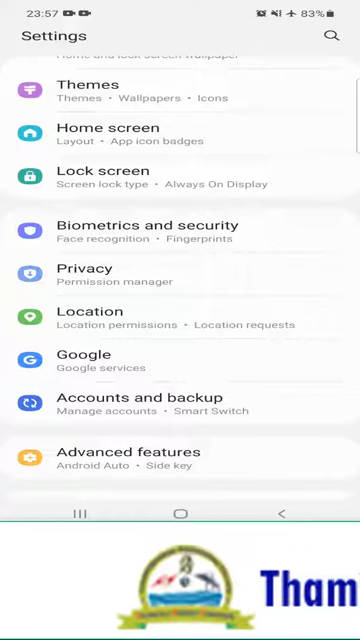 23:57
83%
Settings
Home and lock screen wallpaper
Themes
Themes • Wallpapers • Icons
Home screen
Layout • App icon badges
Lock screen
Screen lock type • Always On Display
Biometrics and security
Face recognition • Fingerprints
Privacy
Permission manager
Location
Location permissions • Location requests
Google
Google services
Accounts and backup
Manage accounts • Smart Switch
Advanced features
Android Auto • Side key
Tham